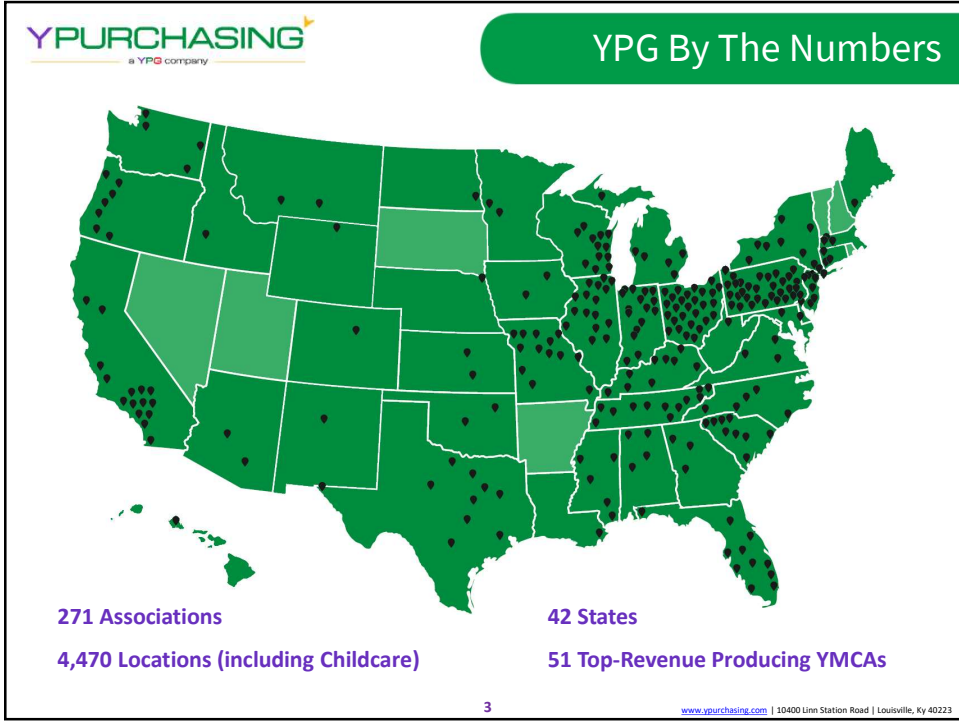 YPURCHASING
a YPG company
YPG By The Numbers
271 Associations
42 States
4,470 Locations (including Childcare)
51 Top-Revenue Producing YMCAs
3
www.ypurchasing.com | 10400 Linn Station Road | Louisville, Ky 40223